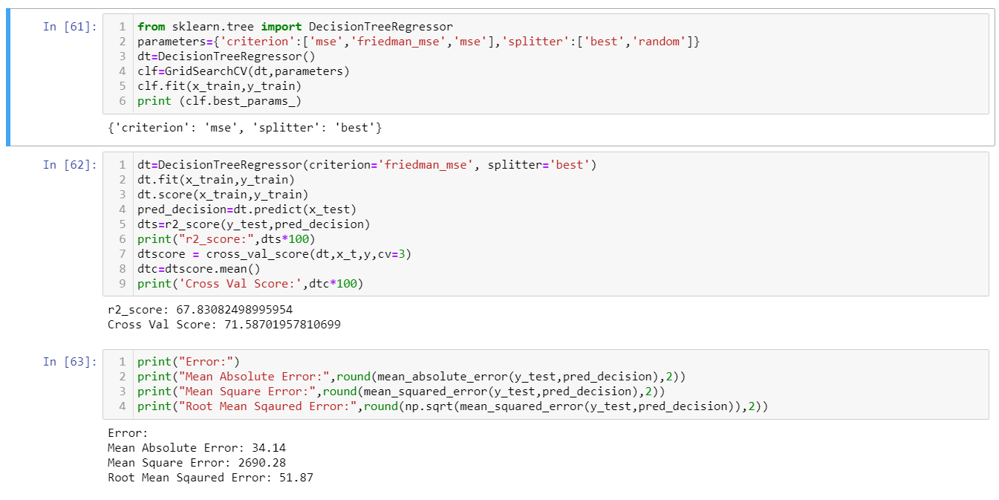 In [61]:
1 from sklearn.tree import DecisionTreeRegressor
2 parameters={'criterion':['mse','friedman_mse','mse'],'splitter':['best','random']}
3 dt=DecisionTreeRegressor()
4 clf=GridSearchCV(dt,parameters)
5 clf.fit(x_train,y_train)
6 print (clf.best_params_)
{'criterion': 'mse', 'splitter': 'best'}
In [62]:
1 dt=DecisionTreeRegressor(criterion='friedman_mse', splitter='best')
2 dt.fit(x_train,y_train)
3 dt.score(x_train,y_train)
4 pred_decision=dt.predict(x_test)
5 dts=r2_score(y_test,pred_decision)
6 print("r2_score:",dts*100)
7 dtscore = cross_val_score(dt,x_t,y,cv=3)
8 dtc=dtscore.mean()
9 print('Cross Val Score:',dtc*100)
r2_score: 67.83082498995954
Cross Val Score: 71.58701957810699
In [63]:
1 print("Error:")
2 print("Mean Absolute Error:",round(mean_absolute_error(y_test,pred_decision),2))
3 print("Mean Square Error:",round(mean_squared_error(y_test,pred_decision),2))
4 print("Root Mean Sqaured Error:",round(np.sqrt(mean_squared_error(y_test,pred_decision)),2))
Error:
Mean Absolute Error: 34.14
Mean Square Error: 2690.28
Root Mean Sqaured Error: 51.87